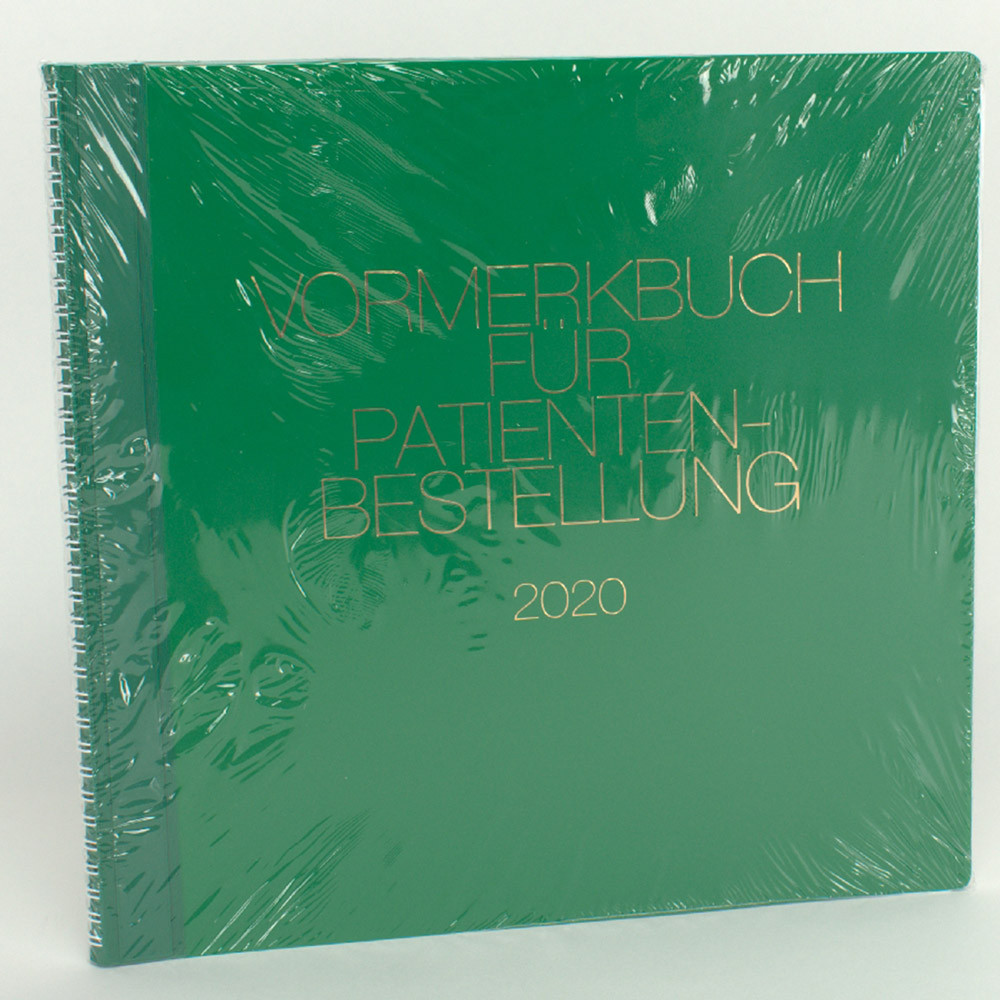 VORMERKBUCH
FÜR
PATIENTEN-
BESTELLUNG
2020